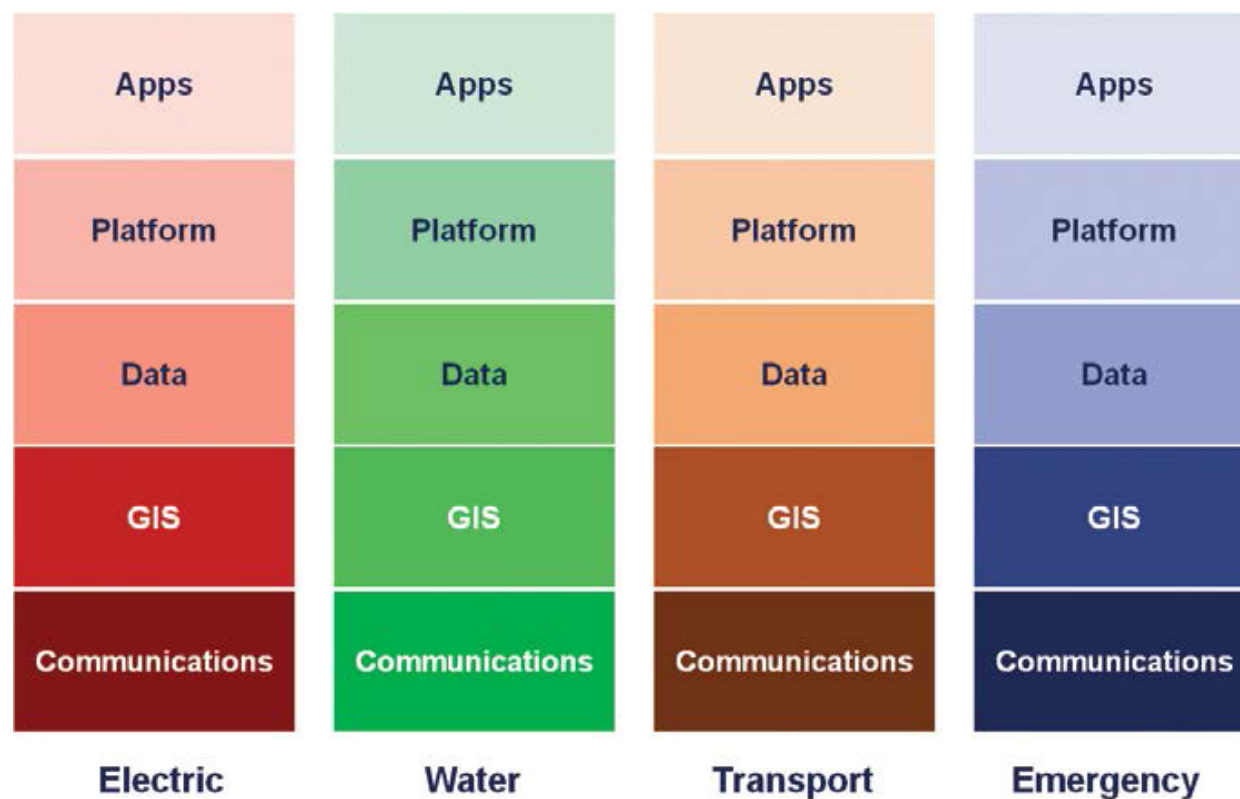 Apps Apps Apps Apps
Platform Platform Platform Platform
Data Data Data Data
GIS GIS GIS GIS
Communications Communications Communications Communications
Electric Water Transport Emergency